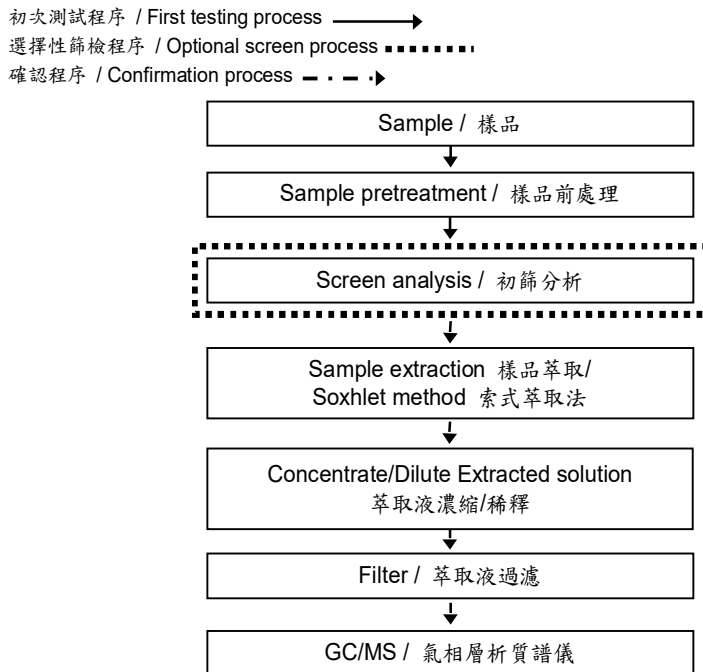 初次測試程序 / First testing process
選擇性篩檢程序 / Optional screen process
確認程序 / Confirmation process
Sample / 樣品
Sample pretreatment / 樣品前處理
Screen analysis / 初篩分析
Sample extraction 樣品萃取/
Soxhlet method 索式萃取法
Concentrate/Dilute Extracted solution
萃取液濃縮/稀釋
Filter / 萃取液過濾
GC/MS / 氣相層析質譜儀